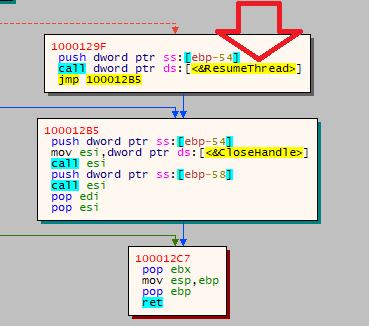 1000129F
push dword ptr ss:[ebp-54]
call dword ptr ds:[<&ResumeThread>]
jmp 100012B5
100012B5
push dword ptr ss:[ebp-54]
mov esi,dword ptr ds:[<&CloseHandle>]
call esi
push dword ptr ss:[ebp-58]
call esi
pop edi
pop esi
100012C7
pop ebx
mov esp,ebp
pop ebp
ret